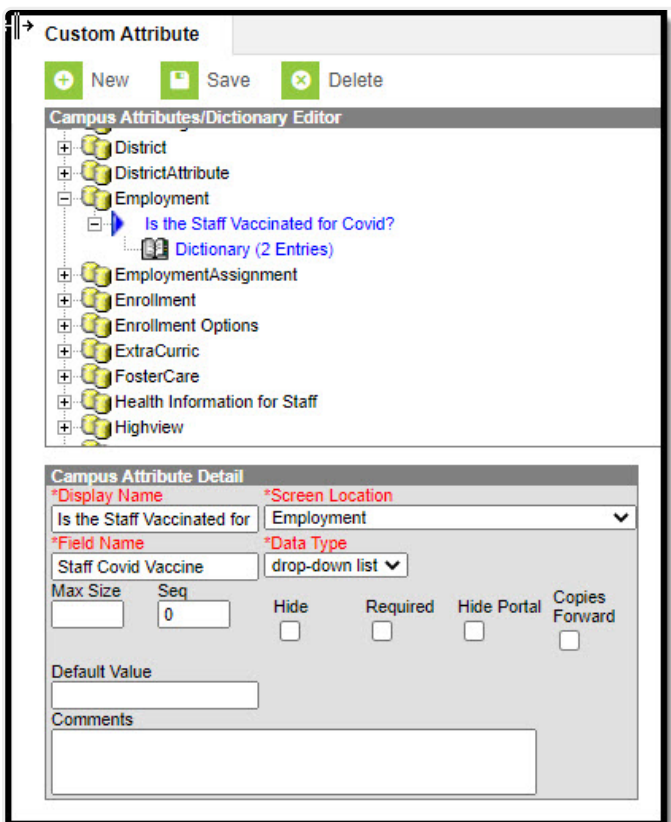 Custom Attribute
New Save Delete
Campus Attributes/Dictionary Editor
District
DistrictAttribute
Employment
Is the Staff Vaccinated for Covid?
Dictionary (2 Entries)
EmploymentAssignment
Enrollment
Enrollment Options
ExtraCurric
FosterCare
Health Information for Staff
Highview
Campus Attribute Detail
*Display Name *Screen Location
Is the Staff Vaccinated for Employment
*Field Name *Data Type
Staff Covid Vaccine drop-down list
Max Size Seq Hide Required Hide Portal Copies Forward
0
Default Value
Comments